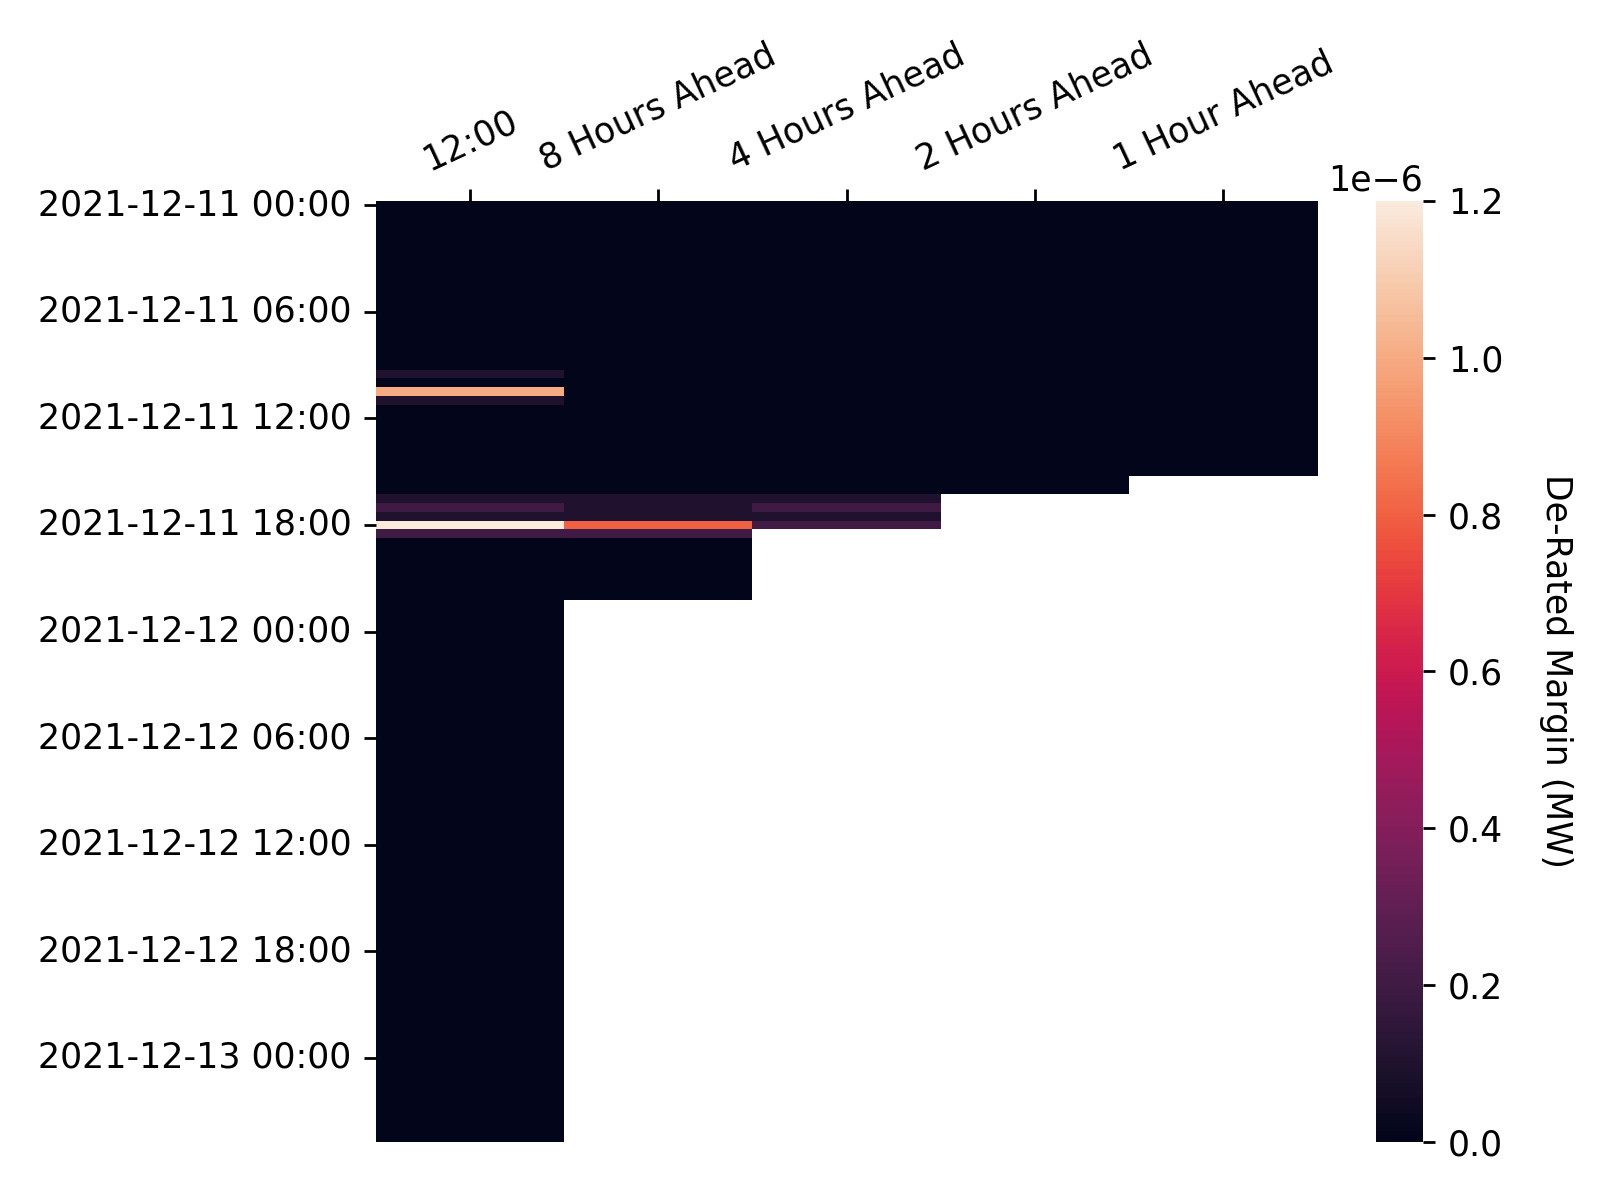 12:00
8 Hours Ahead
4 Hours Ahead
2 Hours Ahead
1 Hour Ahead
2021-12-11 00:00
2021-12-11 06:00
2021-12-11 12:00
2021-12-11 18:00
2021-12-12 00:00
2021-12-12 06:00
2021-12-12 12:00
2021-12-12 18:00
2021-12-13 00:00
1e−6
1.2
1.0
0.8
0.6
0.4
0.2
0.0
De-Rated Margin (MW)